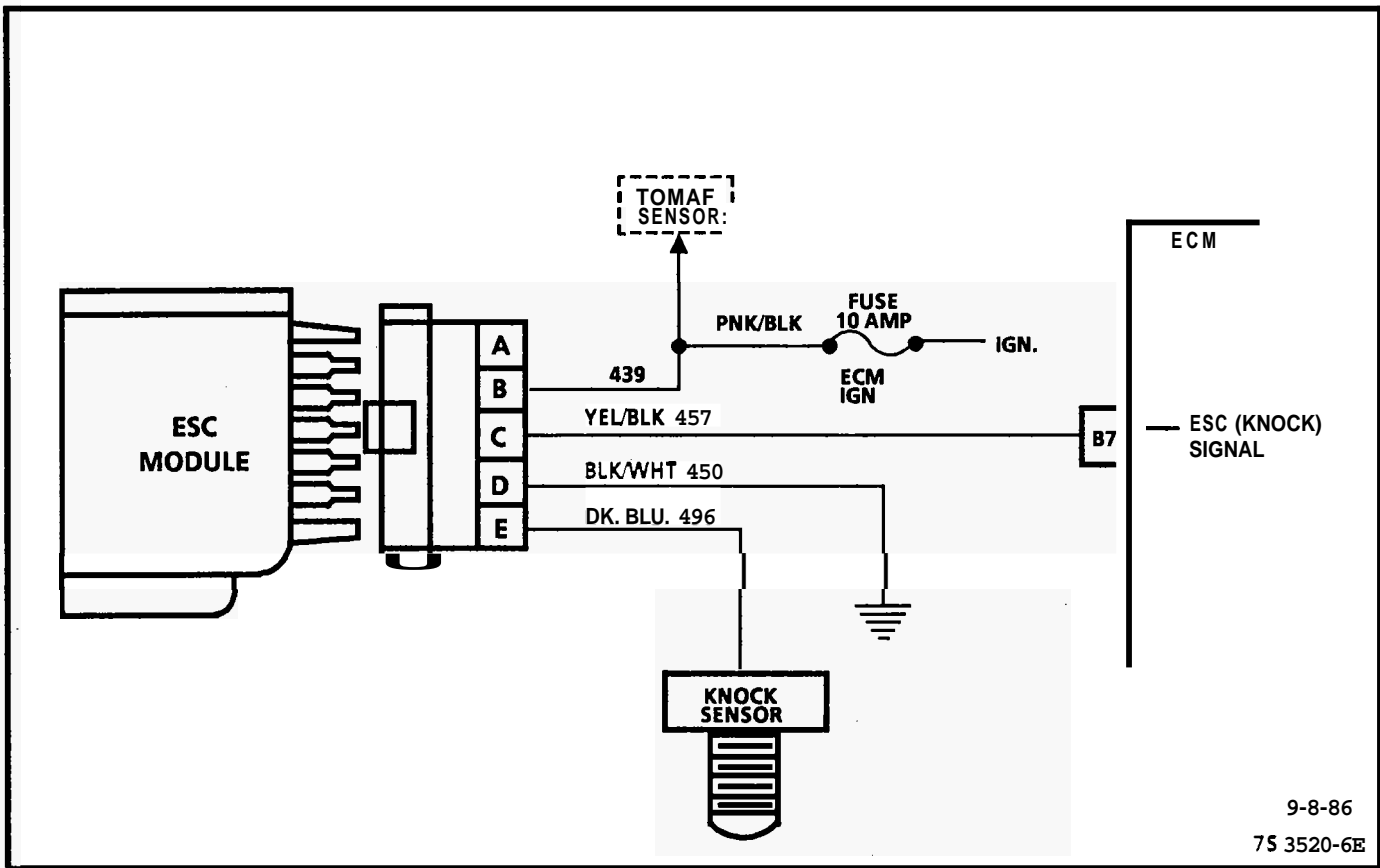 TOMAF
SENSOR:
ECM
FUSE
10 AMP
PNK/BLK
IGN.
ECM
IGN
439
YEL/BLK 457
BLK/WHT 450
DK. BLU. 496
A
B
C
D
E
ESC
MODULE
B7
ESC (KNOCK)
SIGNAL
KNOCK
SENSOR
9-8-86
7S 3520-6E